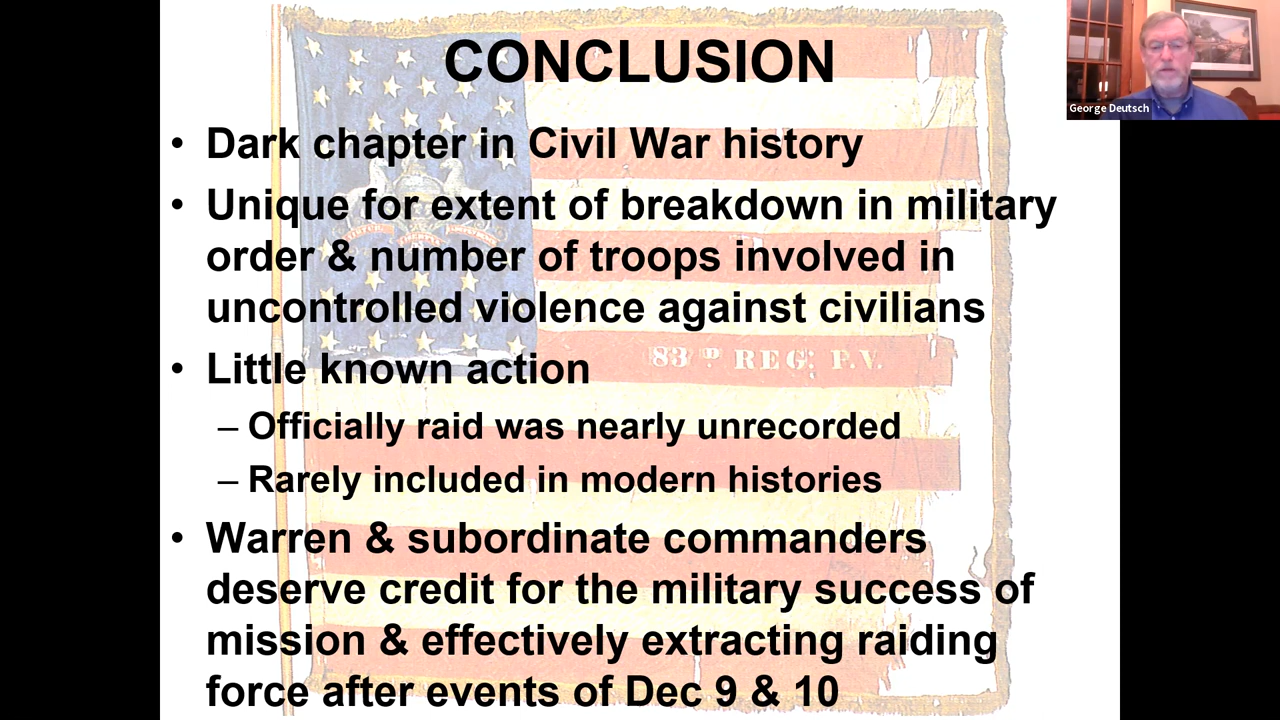 CONCLUSION
George Deutsch
• Dark chapter in Civil War history
• Unique for extent of breakdown in military
order & number of troops involved in
uncontrolled violence against civilians
83D REG: P.V.
• Little known action
– Officially raid was nearly unrecorded
– Rarely included in modern histories
• Warren & subordinate commanders
deserve credit for the military success of
mission & effectively extracting raiding
force after events of Dec 9 & 10